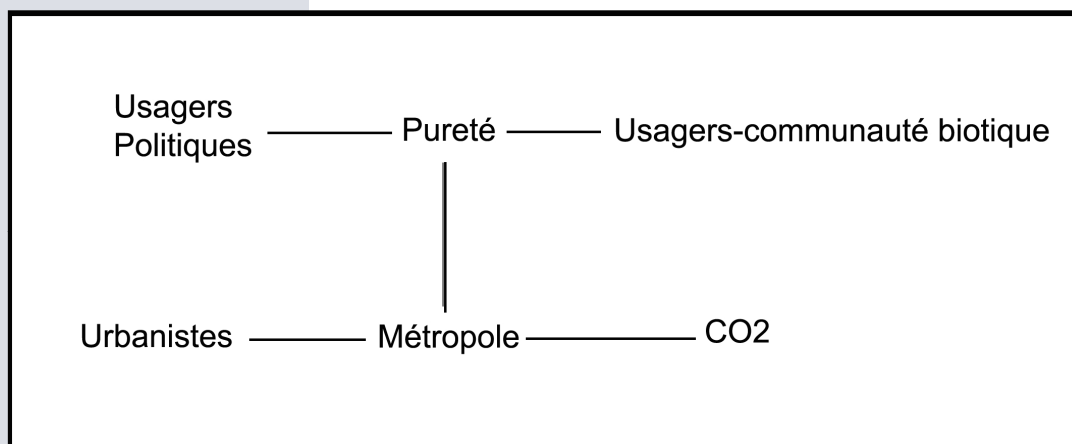 Usagers
Politiques
Pureté
Usagers-communauté biotique
Urbanistes
Métropole
CO2